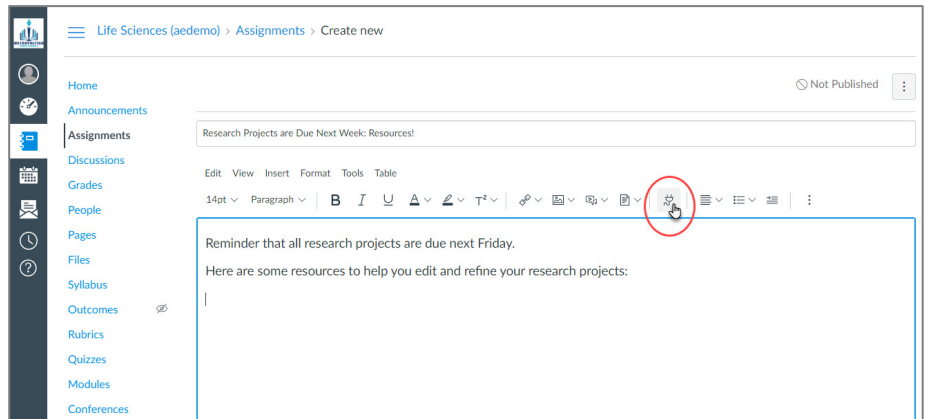 METROPOLITAN
Life Sciences (aedemo) > Assignments > Create new
Not Published
Home
Announcements
Assignments
Discussions
Grades
People
Pages
Files
Syllabus
Outcomes
Rubrics
Quizzes
Modules
Conferences
Research Projects are Due Next Week: Resources!
Edit View Insert Format Tools Table
14pt Paragraph B I U A T²
Reminder that all research projects are due next Friday.
Here are some resources to help you edit and refine your research projects: